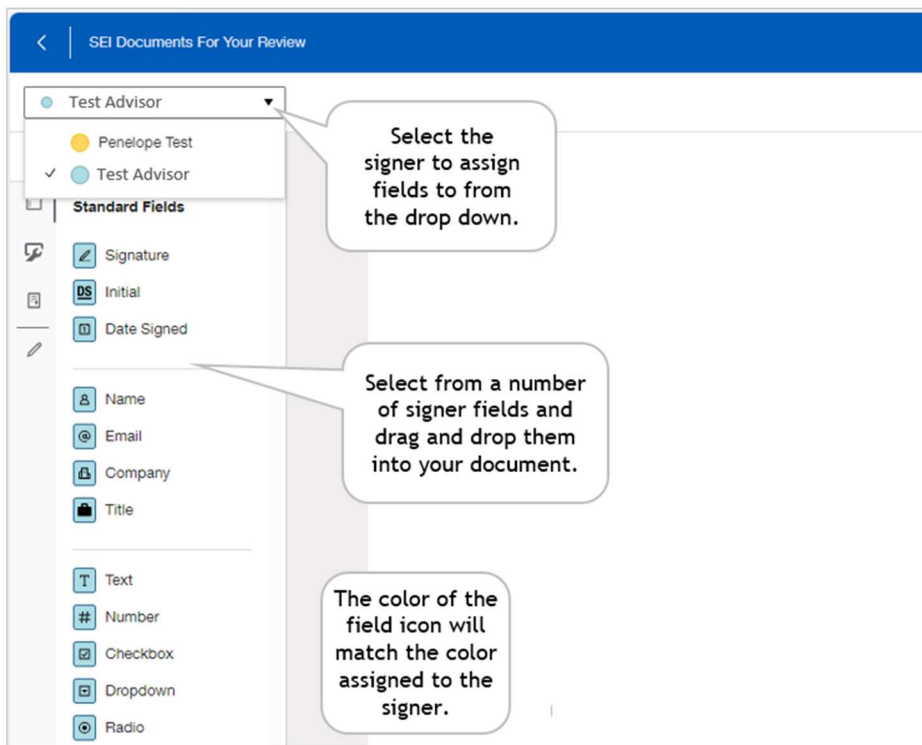 SEI Documents For Your Review
Test Advisor
Penelope Test
Test Advisor
Select the
signer to assign
fields to from
the drop down.
Standard Fields
Signature
DS Initial
1 Date Signed
Select from a number
of signer fields and
drag and drop them
into your document.
Name
@ Email
Company
Title
T Text
# Number
Checkbox
Dropdown
Radio
The color of the
field icon will
match the color
assigned to the
signer.